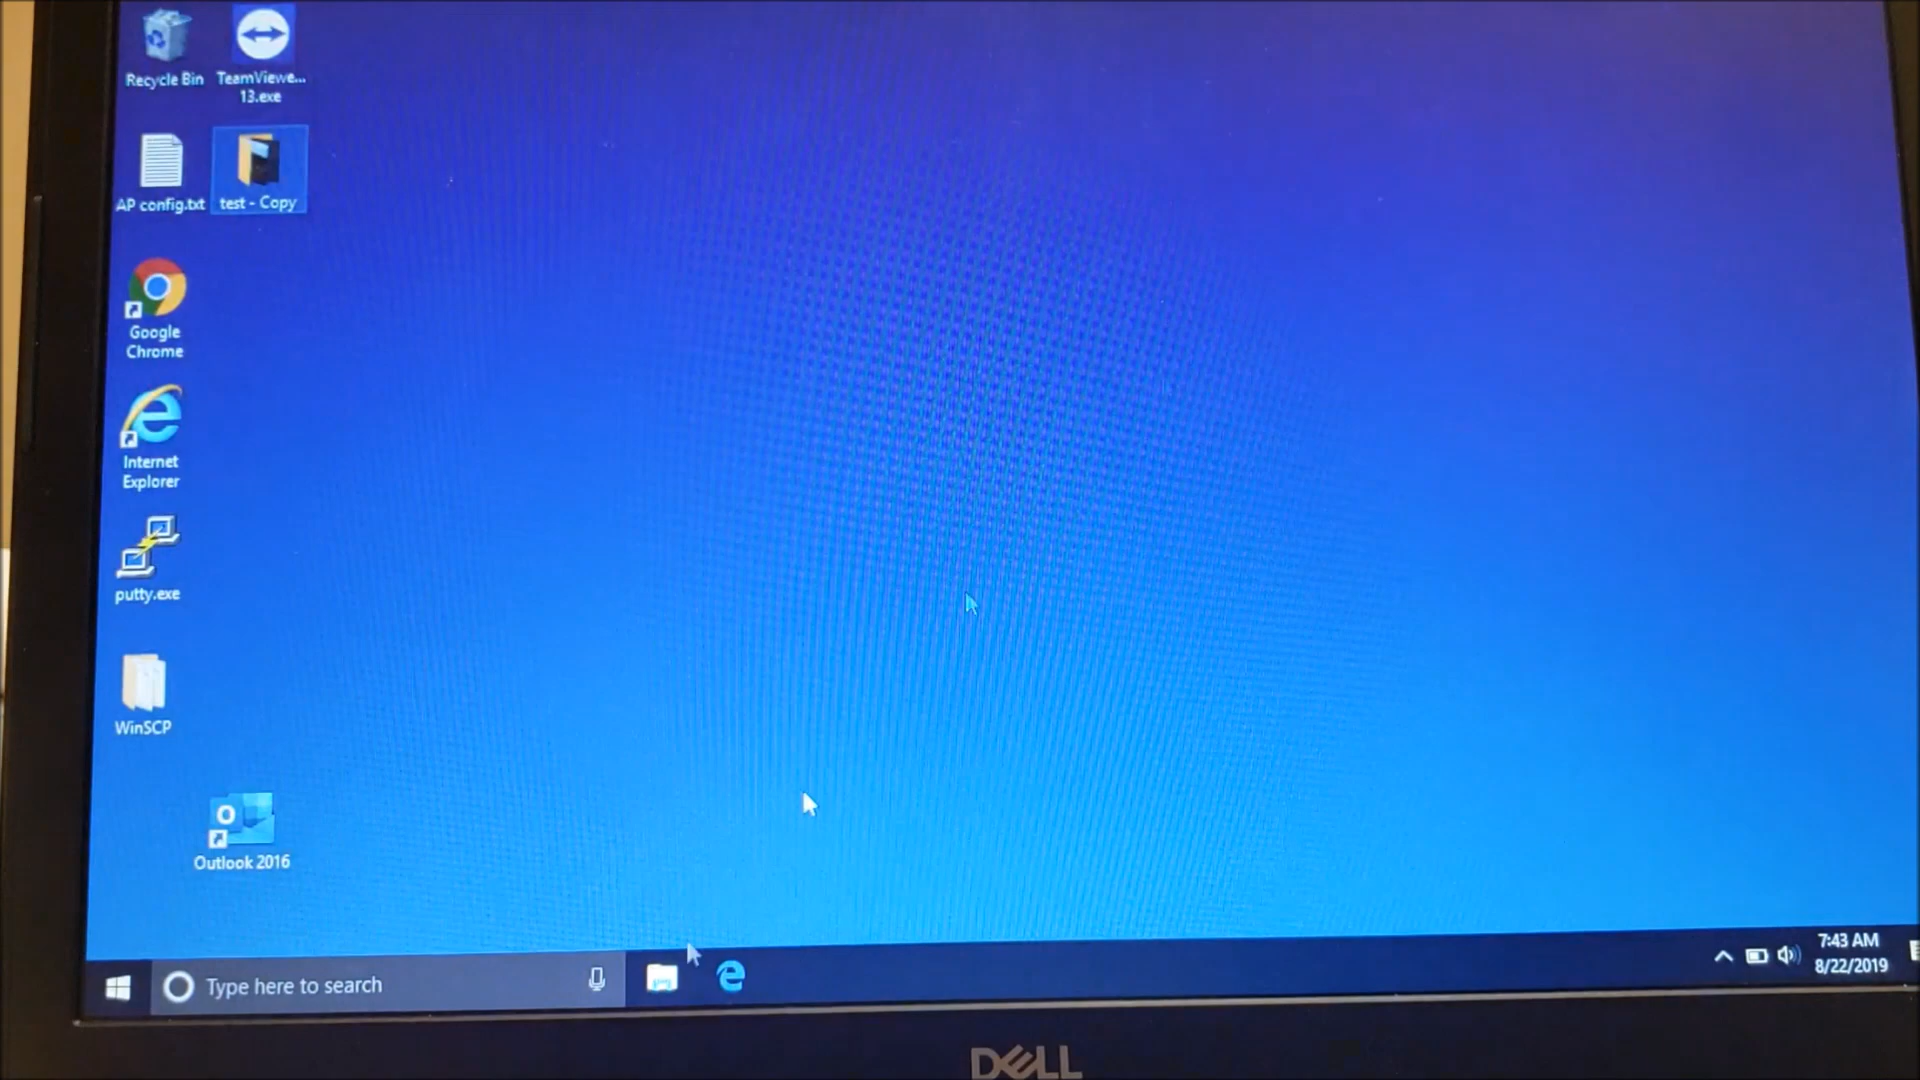 Recycle Bin
TeamViewe...
13.exe
AP config.txt
test - Copy
Google
Chrome
Internet
Explorer
putty.exe
WinSCP
Outlook 2016
Type here to search
7:43 AM
8/22/2019
DELL